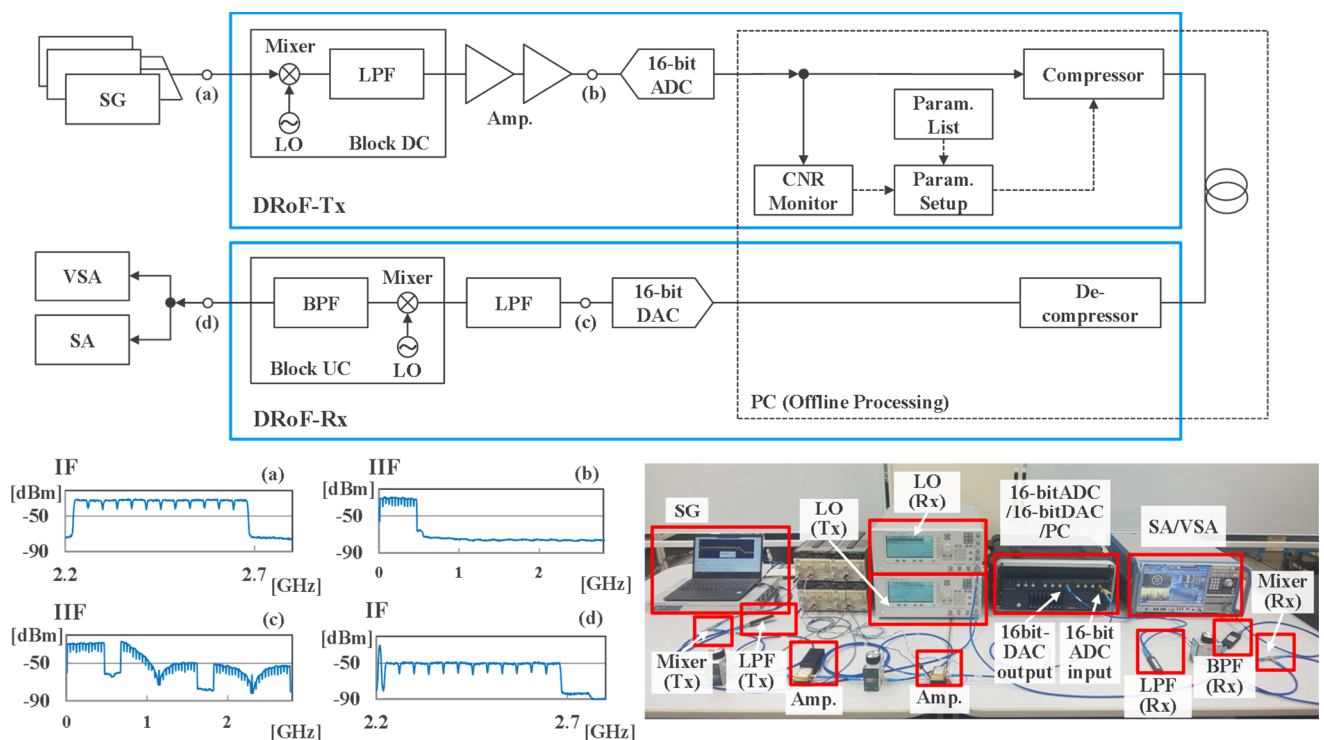 Mixer
LPF
SG
(a)
LO
Block DC
Amp.
(b)
16-bit
ADC
Compressor
Param.
List
CNR
Monitor
Param.
Setup
DRoF-Tx
VSA
SA
(d)
BPF
Mixer
LO
Block UC
LPF
(c)
16-bit
DAC
De-
compressor
DRoF-Rx
PC (Offline Processing)
IF
[dBm]
(a)
-50
-90
2.2
2.7
[GHz]
IIF
[dBm]
(b)
-50
-90
0
1
2
[GHz]
IIF
[dBm]
(c)
-50
-90
0
1
2
[GHz]
IF
[dBm]
(d)
-50
-90
2.2
2.7
[GHz]
SG
LO
(Tx)
LO
(Rx)
16-bitADC
/16-bitDAC
/PC
SA/VSA
Mixer
(Rx)
Mixer
(Tx)
LPF
(Tx)
Amp.
Amp.
16bit-
DAC
output
16-bit
ADC
input
LPF
(Rx)
BPF
(Rx)